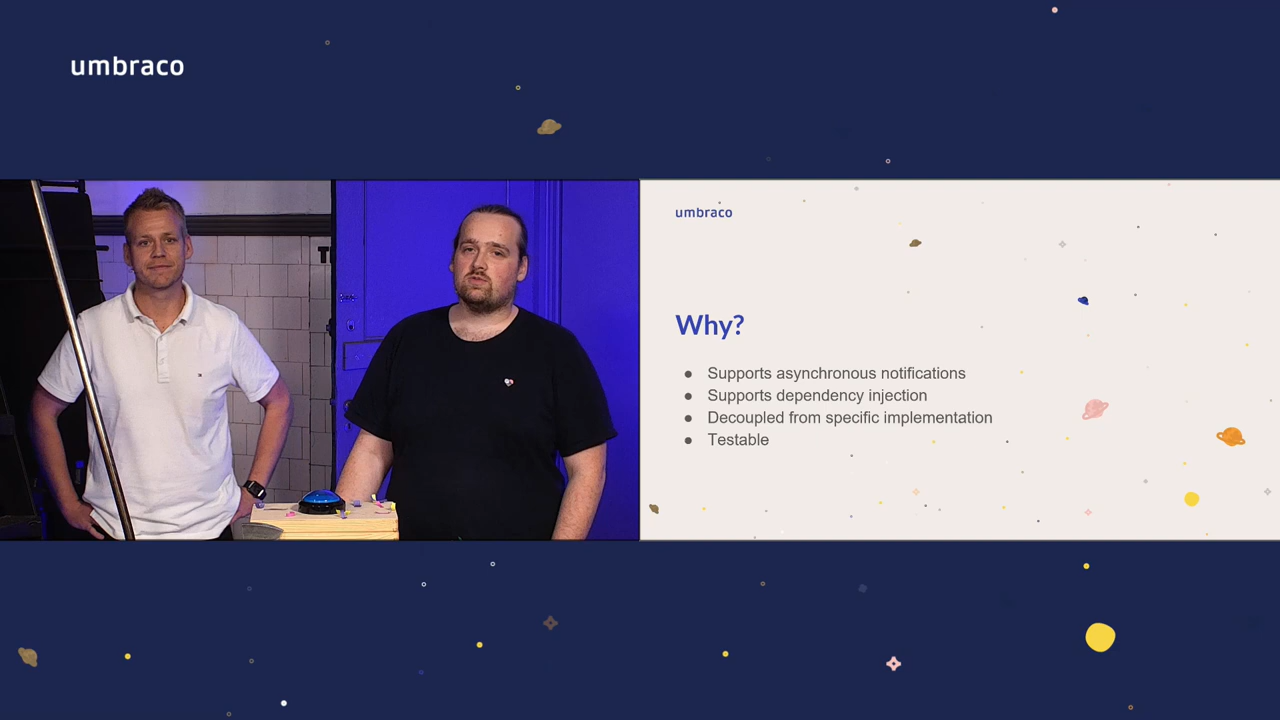 umbraco
umbraco
Why?
● Supports asynchronous notifications
● Supports dependency injection
● Decoupled from specific implementation
● Testable